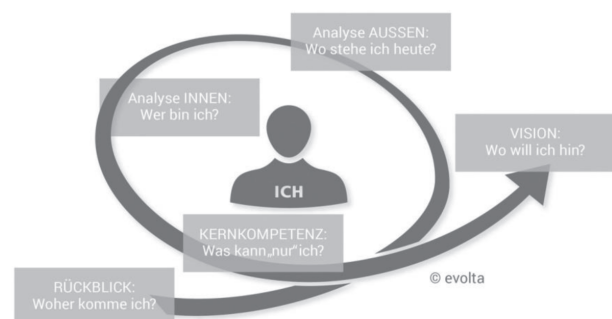 Analyse AUSSEN:
Wo stehe ich heute?
Analyse INNEN:
Wer bin ich?
VISION:
Wo will ich hin?
ICH
KERNKOMPETENZ:
Was kann „nur“ ich?
© evolta
RÜCKBLICK:
Woher komme ich?